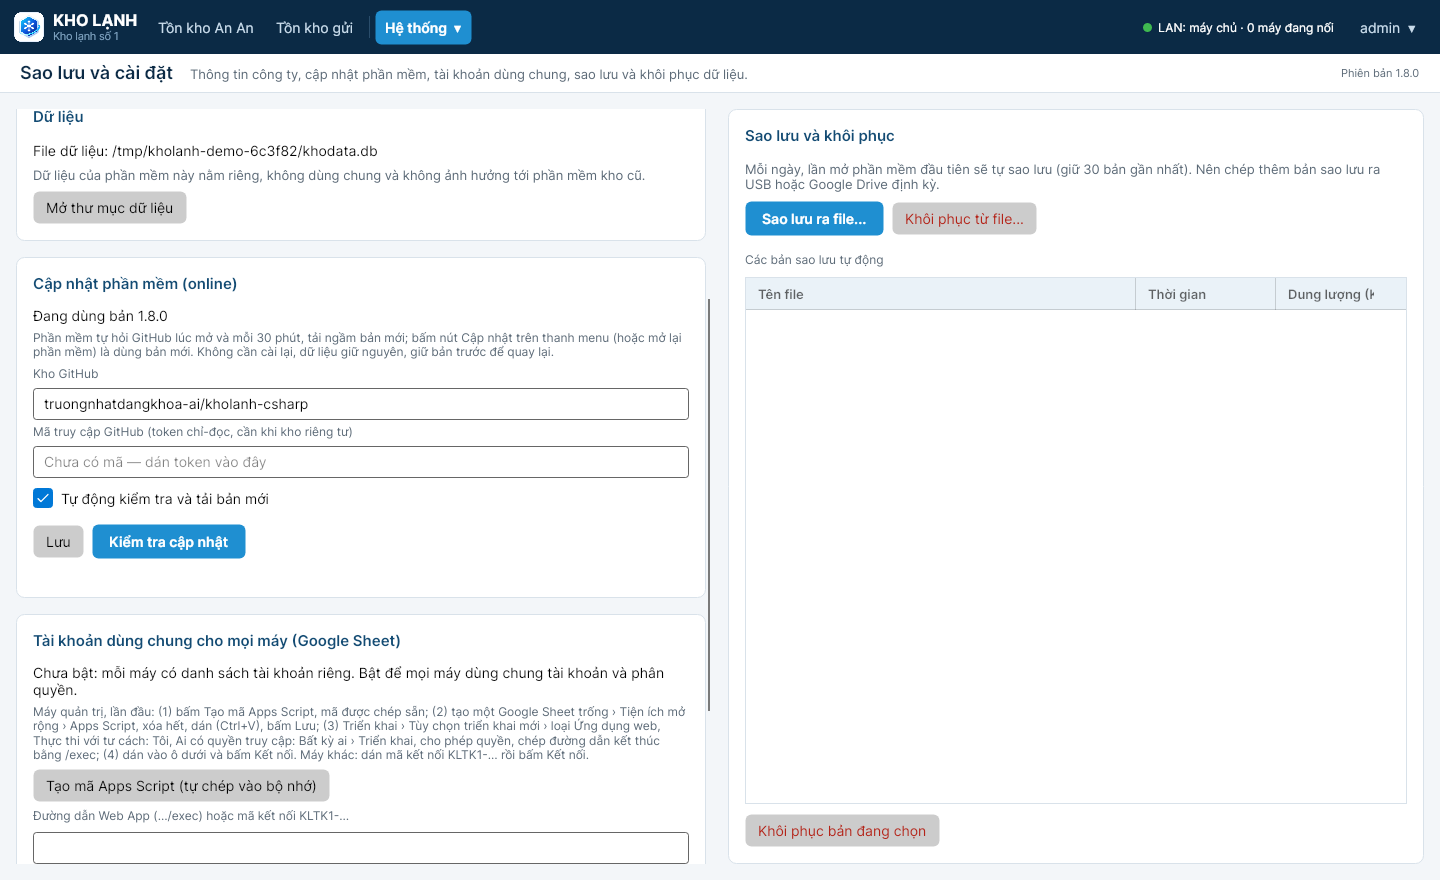 KHO LẠNH
Kho lạnh số 1
Tồn kho An An
Tồn kho gửi
Hệ thống ▾
LAN: máy chủ · 0 máy đang nối
admin ▾
Sao lưu và cài đặt
Thông tin công ty, cập nhật phần mềm, tài khoản dùng chung, sao lưu và khôi phục dữ liệu.
Phiên bản 1.8.0
Dữ liệu
File dữ liệu: /tmp/kholanh-demo-6c3f82/khodata.db
Dữ liệu của phần mềm này nằm riêng, không dùng chung và không ảnh hưởng tới phần mềm kho cũ.
Mở thư mục dữ liệu
Cập nhật phần mềm (online)
Đang dùng bản 1.8.0
Phần mềm tự hỏi GitHub lúc mở và mỗi 30 phút, tải ngầm bản mới; bấm nút Cập nhật trên thanh menu (hoặc mở lại
phần mềm) là dùng bản mới. Không cần cài lại, dữ liệu giữ nguyên, giữ bản trước để quay lại.
Kho GitHub
truongnhatdangkhoa-ai/kholanh-csharp
Mã truy cập GitHub (token chỉ-đọc, cần khi kho riêng tư)
Chưa có mã — dán token vào đây
Tự động kiểm tra và tải bản mới
Lưu
Kiểm tra cập nhật
Tài khoản dùng chung cho mọi máy (Google Sheet)
Chưa bật: mỗi máy có danh sách tài khoản riêng. Bật để mọi máy dùng chung tài khoản và phân
quyền.
Máy quản trị, lần đầu: (1) bấm Tạo mã Apps Script, mã được chép sẵn; (2) tạo một Google Sheet trống › Tiện ích mở
rộng › Apps Script, xóa hết, dán (Ctrl+V), bấm Lưu; (3) Triển khai › Tùy chọn triển khai mới › loại Ứng dụng web,
Thực thi với tư cách: Tôi, Ai có quyền truy cập: Bất kỳ ai › Triển khai, cho phép quyền, chép đường dẫn kết thúc
bằng /exec; (4) dán vào ô dưới và bấm Kết nối. Máy khác: dán mã kết nối KLTK1-… rồi bấm Kết nối.
Tạo mã Apps Script (tự chép vào bộ nhớ)
Đường dẫn Web App (…/exec) hoặc mã kết nối KLTK1-…
Sao lưu và khôi phục
Mỗi ngày, lần mở phần mềm đầu tiên sẽ tự sao lưu (giữ 30 bản gần nhất). Nên chép thêm bản sao lưu ra
USB hoặc Google Drive định kỳ.
Sao lưu ra file...
Khôi phục từ file...
Các bản sao lưu tự động
Tên file
Thời gian
Dung lượng (K
Khôi phục bản đang chọn